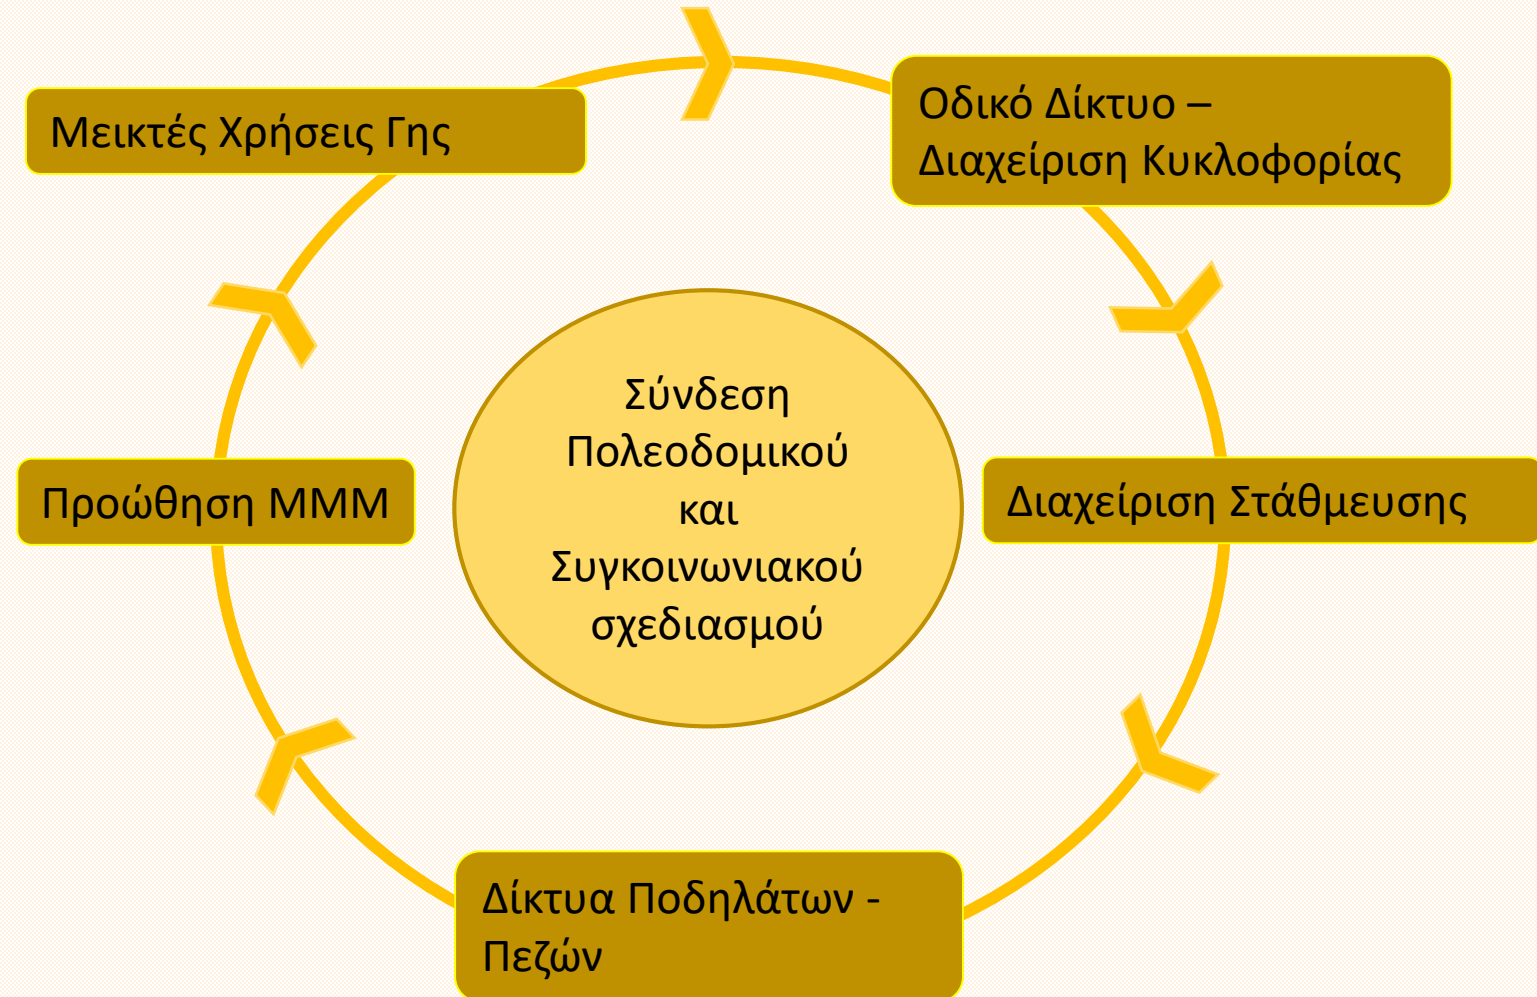 Μεικτές Χρήσεις Γης
Οδικό Δίκτυο –
Διαχείριση Κυκλοφορίας
Σύνδεση
Πολεοδομικού
και
Συγκοινωνιακού
σχεδιασμού
Προώθηση ΜΜΜ
Διαχείριση Στάθμευσης
Δίκτυα Ποδηλάτων -
Πεζών